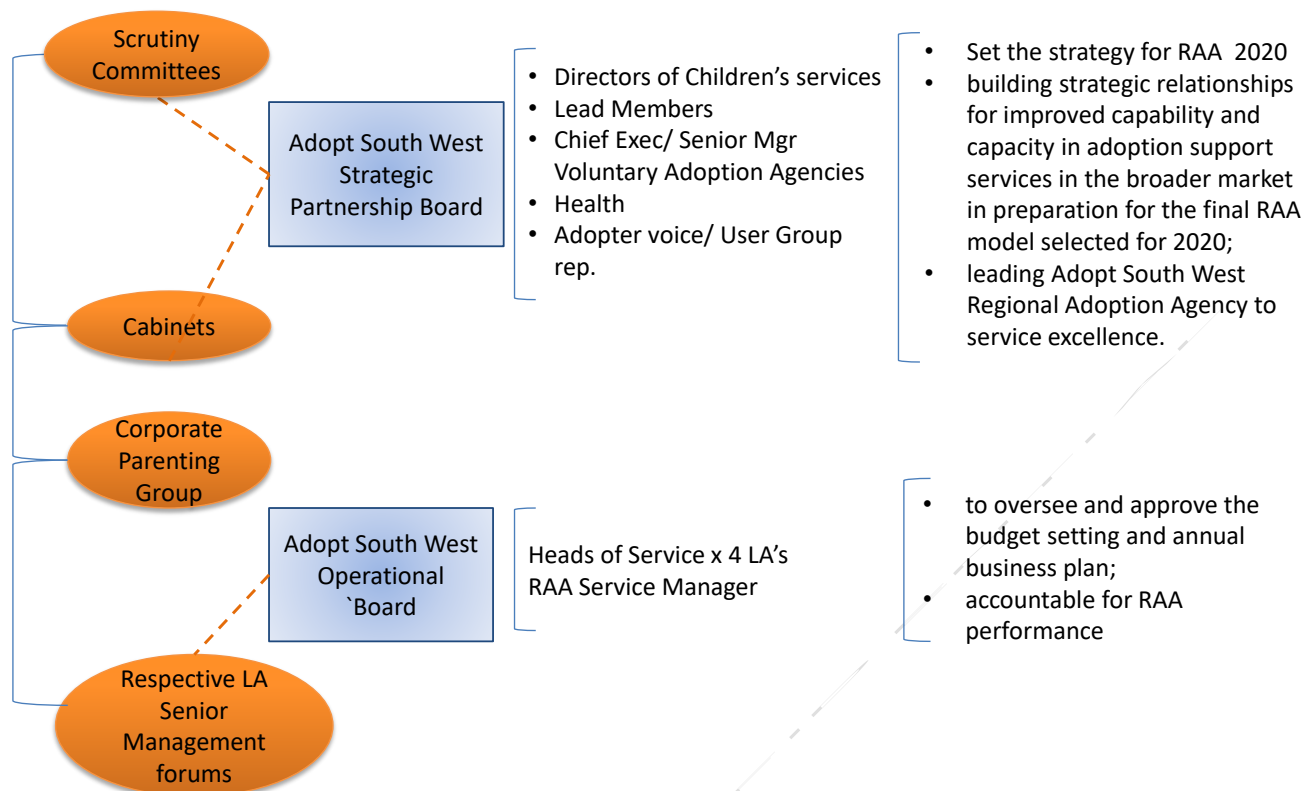 Scrutiny
Committees
Adopt South West
Strategic
Partnership Board
• Directors of Children’s services
• Lead Members
• Chief Exec/ Senior Mgr
Voluntary Adoption Agencies
• Health
• Adopter voice/ User Group
rep.
• Set the strategy for RAA 2020
• building strategic relationships
for improved capability and
capacity in adoption support
services in the broader market
in preparation for the final RAA
model selected for 2020;
• leading Adopt South West
Regional Adoption Agency to
service excellence.
Cabinets
Corporate
Parenting
Group
Adopt South West
Operational
`Board
Heads of Service x 4 LA’s
RAA Service Manager
• to oversee and approve the
budget setting and annual
business plan;
• accountable for RAA
performance
Respective LA
Senior
Management
forums